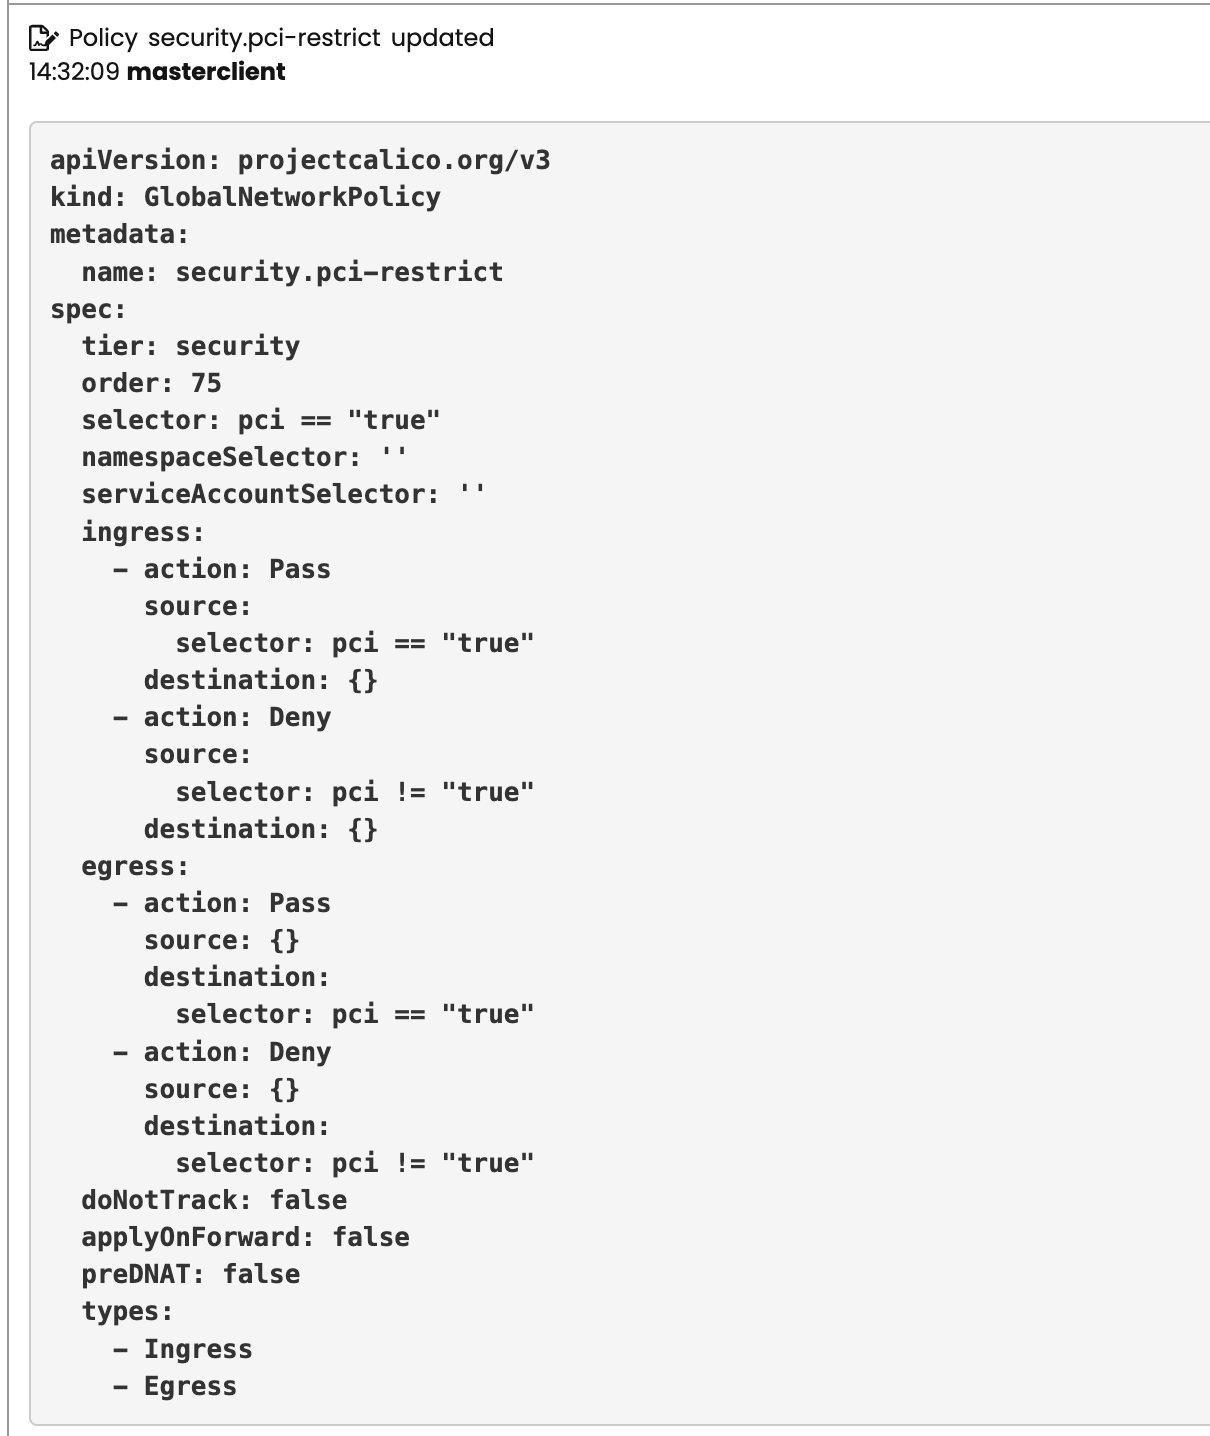 Policy security.pci-restrict updated
14:32:09 masterclient
apiVersion: projectcalico.org/v3
kind: GlobalNetworkPolicy
metadata:
  name: security.pci-restrict
spec:
  tier: security
  order: 75
  selector: pci == "true"
  namespaceSelector: ''
  serviceAccountSelector: ''
  ingress:
    - action: Pass
      source:
        selector: pci == "true"
      destination: {}
    - action: Deny
      source:
        selector: pci != "true"
      destination: {}
  egress:
    - action: Pass
      source: {}
      destination:
        selector: pci == "true"
    - action: Deny
      source: {}
      destination:
        selector: pci != "true"
  doNotTrack: false
  applyOnForward: false
  preDNAT: false
  types:
    - Ingress
    - Egress